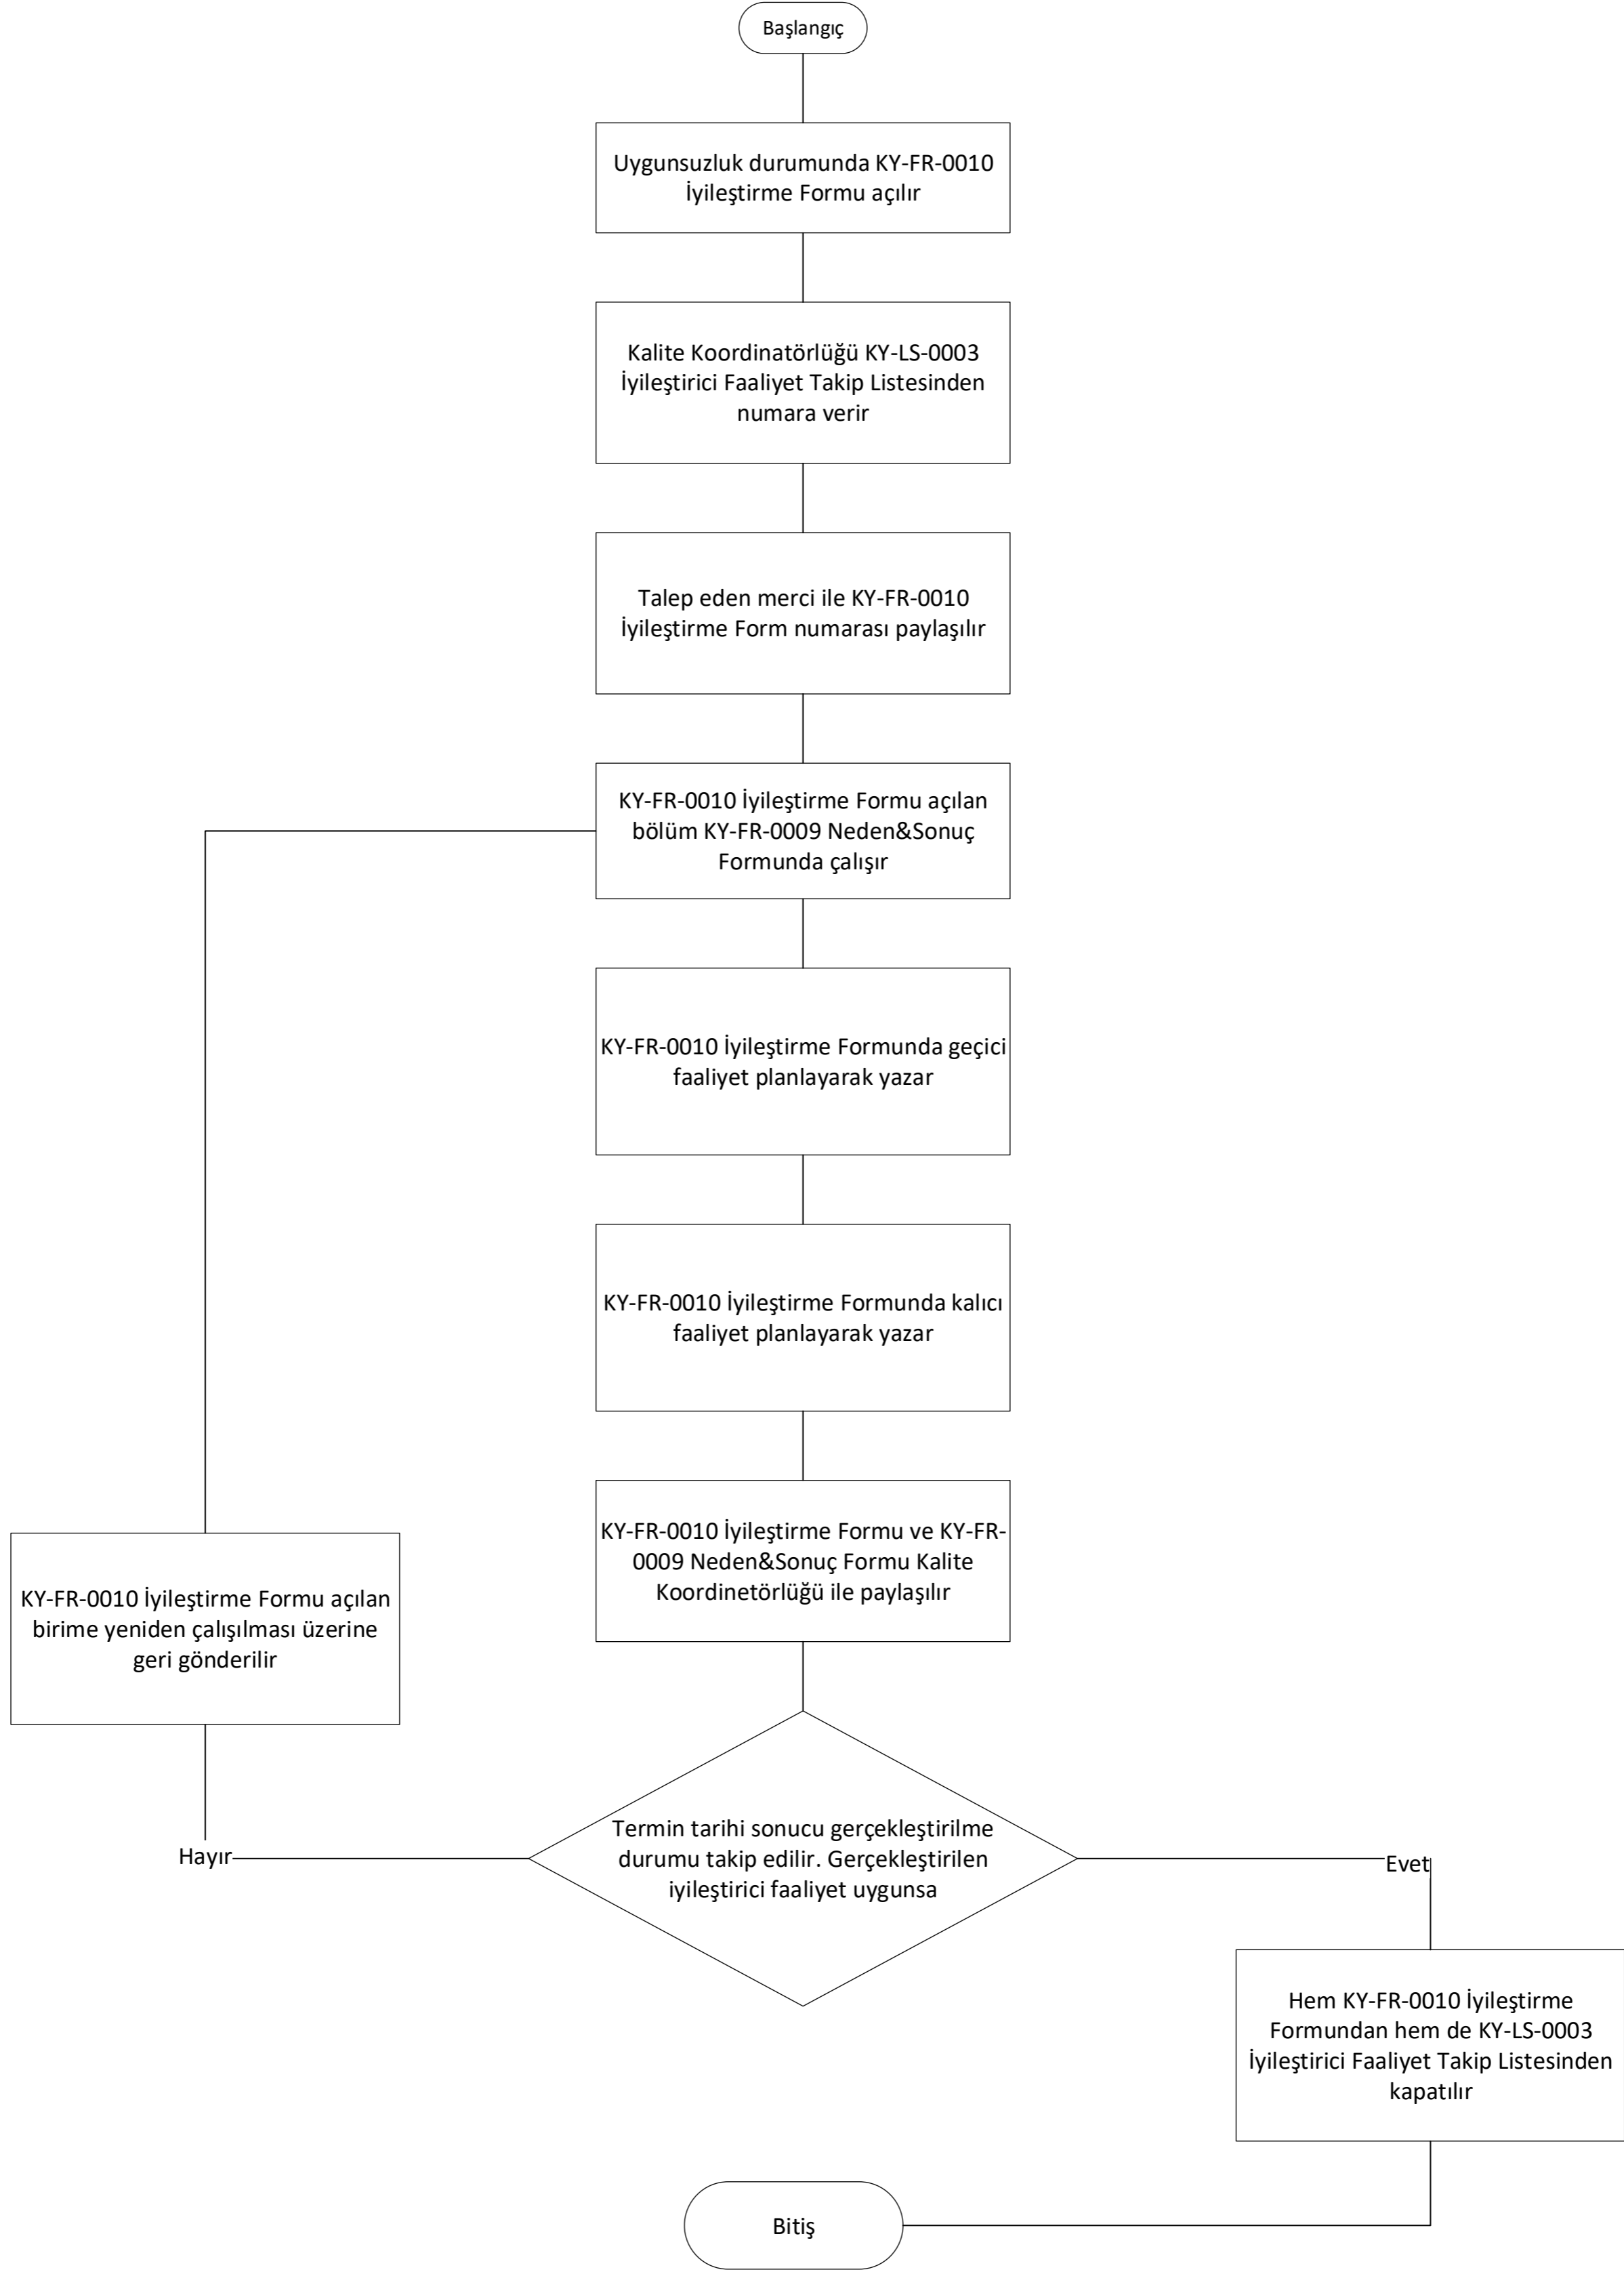 Başlangıç
Uygunsuzluk durumunda KY-FR-0010
İyileştirme Formu açılır
Kalite Koordinatörlüğü KY-LS-0003
İyileştirici Faaliyet Takip Listesinden
numara verir
Talep eden merci ile KY-FR-0010
İyileştirme Form numarası paylaşılır
KY-FR-0010 İyileştirme Formu açılan
bölüm KY-FR-0009 Neden&Sonuç
Formunda çalışır
KY-FR-0010 İyileştirme Formunda geçici
faaliyet planlayarak yazar
KY-FR-0010 İyileştirme Formunda kalıcı
faaliyet planlayarak yazar
KY-FR-0010 İyileştirme Formu ve KY-FR-
0009 Neden&Sonuç Formu Kalite
Koordinetörlüğü ile paylaşılır
KY-FR-0010 İyileştirme Formu açılan
birime yeniden çalışılması üzerine
geri gönderilir
Termin tarihi sonucu gerçekleştirilme
durumu takip edilir. Gerçekleştirilen
iyileştirici faaliyet uygunsa
Hayır
Evet
Hem KY-FR-0010 İyileştirme
Formundan hem de KY-LS-0003
İyileştirici Faaliyet Takip Listesinden
kapatılır
Bitiş